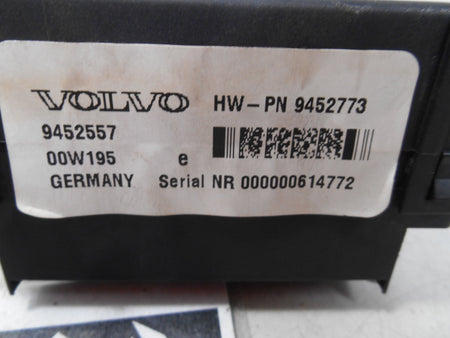 VOLVO HW-PN 9452773
9452557
00W195 e
GERMANY Serial NR 000000614772